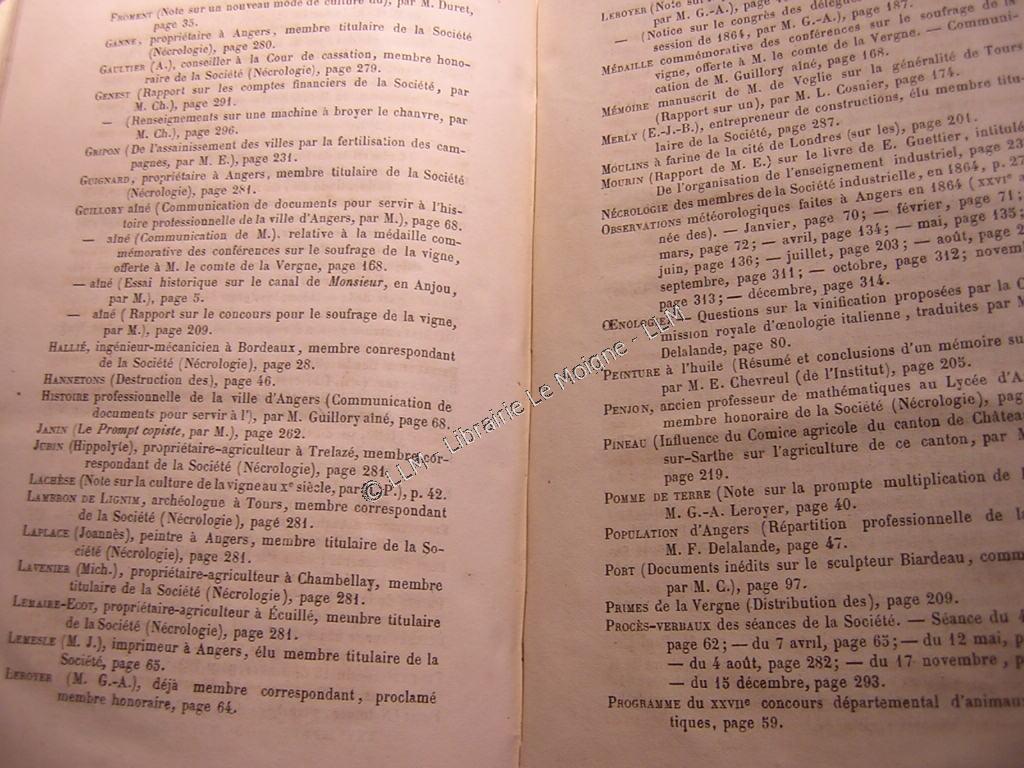 FROMENT (Note sur un nouveau mode de culture du), par M. Duret,
page 35.
GANNE, propriétaire à Angers, membre titulaire de la Société
(Nécrologie), page 280.
GAULTIER (A.), conseiller à la Cour de cassation, membre hono-
raire de la Société (Nécrologie), page 279.
GENEST (Rapport sur les comptes financiers de la Société, par
M. Ch.), page 291.
— (Renseignements sur une machine à broyer le chanvre, par
M. Ch.), page 296.
GRIPON (De l'assainissement des villes par la fertilisation des cam-
pagnes, par M. E.), page 231.
GUIGNARD, propriétaire à Angers, membre titulaire de la Société
(Nécrologie), page 281.
GUILLORY aîné (Communication de documents pour servir à l'his-
toire professionnelle de la ville d'Angers, par M.), page 68.
— aîné (Communication de M.). relative à la médaille com-
mémorative des conférences sur le soufrage de la vigne,
offerte à M. le comte de la Vergne, page 168.
— aîné (Essai historique sur le canal de Monsieur, en Anjou,
par M.), page 5.
— aîné (Rapport sur le concours pour le soufrage de la vigne,
par M.), page 209.
HALLIÉ, ingénieur-mécanicien à Bordeaux, membre conrespondant
de la Société (Nécrologie), page 28.
HANNETONS (Destruction des), page 46.
HISTOIRE professionnelle de la ville d'Angers (Communication de
documents pour servir à l'), par M. Guillory aîné, page 68.
JANIN (Le Prompt copiste, par M.), page 262.
JUBIN (Hippolyte), propriétaire-agriculteur à Trelazé, membre cor-
respondant de la Société (Nécrologie), page 281.
LACHÈSE (Note sur la culture de la vigne au Xe siècle, par P.), p. 42.
LAMBRON DE LIGNIM, archéologue à Tours, membre correspondant
de la Société (Nécrologie), page 281.
LAPLACE (Joannès), peintre à Angers, membre titulaire de la So-
ciété (Nécrologie), page 281.
LAVENIER (Mich.), propriétaire-agriculteur à Chambellay, membre
titulaire de la Société (Nécrologie), page 281.
LEMAIRE-ECOT, propriétaire-agriculteur à Écuillé, membre titulaire
de la Société (Nécrologie), page 281.
LEMESLE (M. J.), imprimeur à Angers, élu membre titulaire de la
Société, page 65.
LEROYER (M. G.-A.), déjà membre correspondant, proclamé
membre honoraire, page 64.
LEROYER (Note sur
par M. G.-A.), page
— (Notice sur le congrès des délégués
session de 1864, par M. G.-A.), page 187.
MÉDAILLE commémorative des conférences sur le soufrage de la
vigne, offerte à M. le comte de la Vergne. — Communi-
cation de M. Guillory aîné, page 168.
MÉMOIRE manuscrit de M. de Voglie sur la généralité de Tours
(Rapport sur un), par M. L. Cosnier, page 174.
MERLY (E.-J.-B.), entrepreneur de constructions, élu membre titu-
laire de la Société, page 287.
MOULINS à farine de la cité de Londres (sur les), page 201.
MOURIN (Rapport de M. E.) sur le livre de E. Guettier, intitulé
De l'organisation de l'enseignement industriel, page 23
NÉCROLOGIE des membres de la Société industrielle, en 1864, p. 27
OBSERVATIONS météorologiques faites à Angers en 1864 (XXVIe a
née des). — Janvier, page 70; — février, page 71;
mars, page 72; — avril, page 134; — mai, page 135;
juin, page 136; — juillet, page 203; — août, page 2
septembre, page 311; — octobre, page 312; novem
page 313; — décembre, page 314.
ŒNOLOGIE. — Questions sur la vinification proposées par la C
mission royale d'œnologie italienne, traduites par M
Delalande, page 80.
PEINTURE à l'huile (Résumé et conclusions d'un mémoire su
par M. E. Chevreul (de l'Institut), page 205.
PENJON, ancien professeur de mathématiques au Lycée d'A
membre honoraire de la Société (Nécrologie), pag
PINEAU (Influence du Comice agricole du canton de Châtea
sur-Sarthe sur l'agriculture de ce canton, par M
page 219.
POMME DE TERRE (Note sur la prompte multiplication de
M. G.-A. Leroyer, page 40.
POPULATION d'Angers (Répartition professionnelle de la
M. F. Delalande, page 47.
PORT (Documents inédits sur le sculpteur Biardeau, comm
par M. C.), page 97.
PRIMES de la Vergne (Distribution des), page 209.
PROCÈS-VERBAUX des séances de la Société. — Séance du 4
page 62; — du 7 avril, page 65; — du 12 mai, p
— du 4 août, page 282; — du 17 novembre, p
— du 15 décembre, page 293.
PROGRAMME du XXVIIe concours départemental d'animau
tiques, page 59.
© LLM - Librairie Le Moigne - LLM